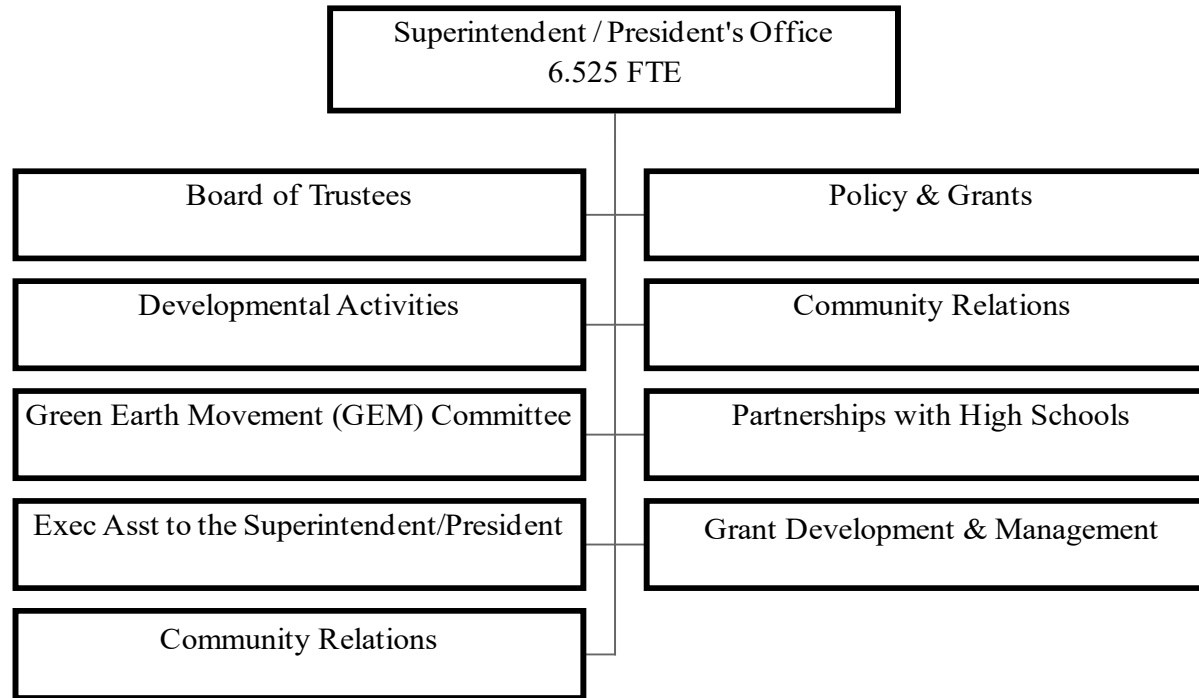 Superintendent / President's Office
6.525 FTE
Board of Trustees
Policy & Grants
Developmental Activities
Community Relations
Green Earth Movement (GEM) Committee
Partnerships with High Schools
Exec Asst to the Superintendent/President
Grant Development & Management
Community Relations